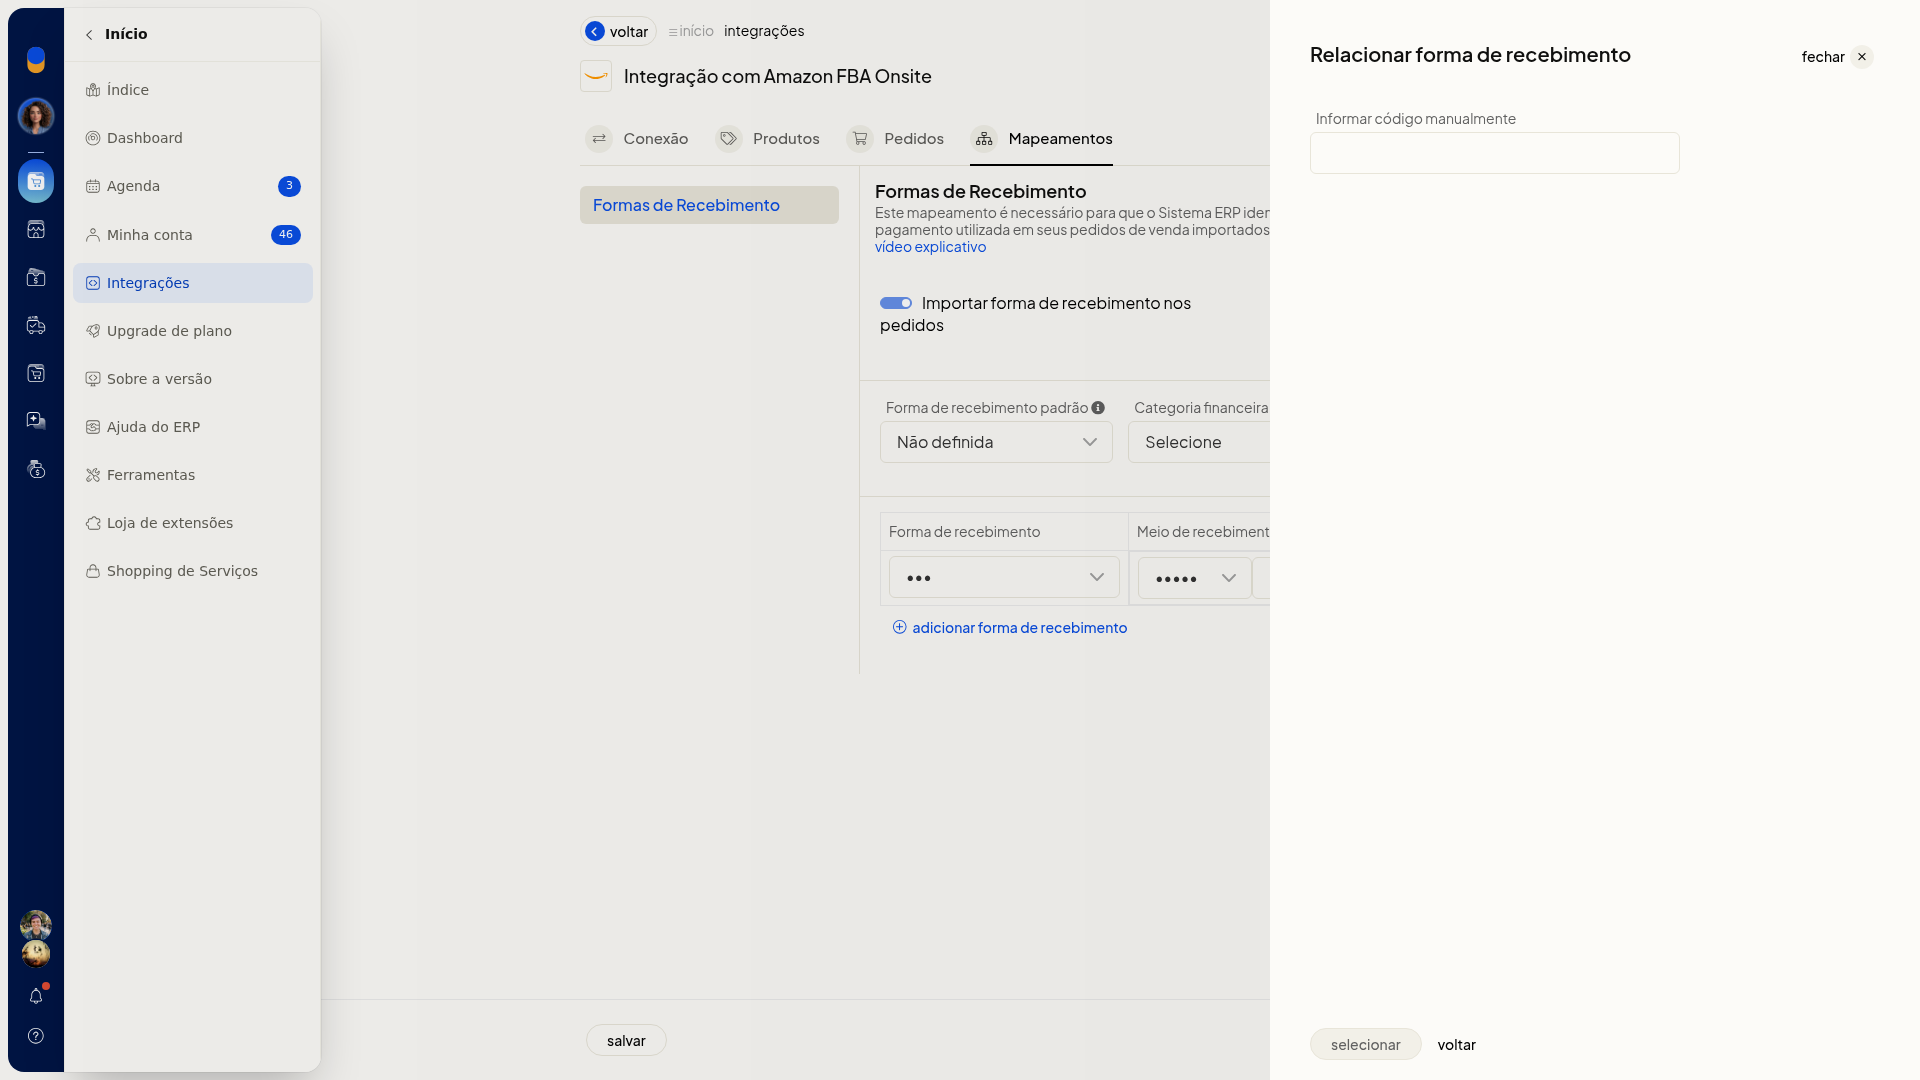 Início
Índice
Dashboard
Agenda
3
Minha conta
46
Integrações
Upgrade de plano
Sobre a versão
Ajuda do ERP
Ferramentas
Loja de extensões
Shopping de Serviços
voltar
início
integrações
Integração com Amazon FBA Onsite
Conexão
Produtos
Pedidos
Mapeamentos
Formas de Recebimento
Formas de Recebimento
Este mapeamento é necessário para que o Sistema ERP iden
pagamento utilizada em seus pedidos de venda importados
vídeo explicativo
Importar forma de recebimento nos
pedidos
Forma de recebimento padrão
Categoria financeira
Não definida
Selecione
Forma de recebimento
Meio de recebiment
•••
•••••
adicionar forma de recebimento
salvar
Relacionar forma de recebimento
fechar
Informar código manualmente
selecionar
voltar